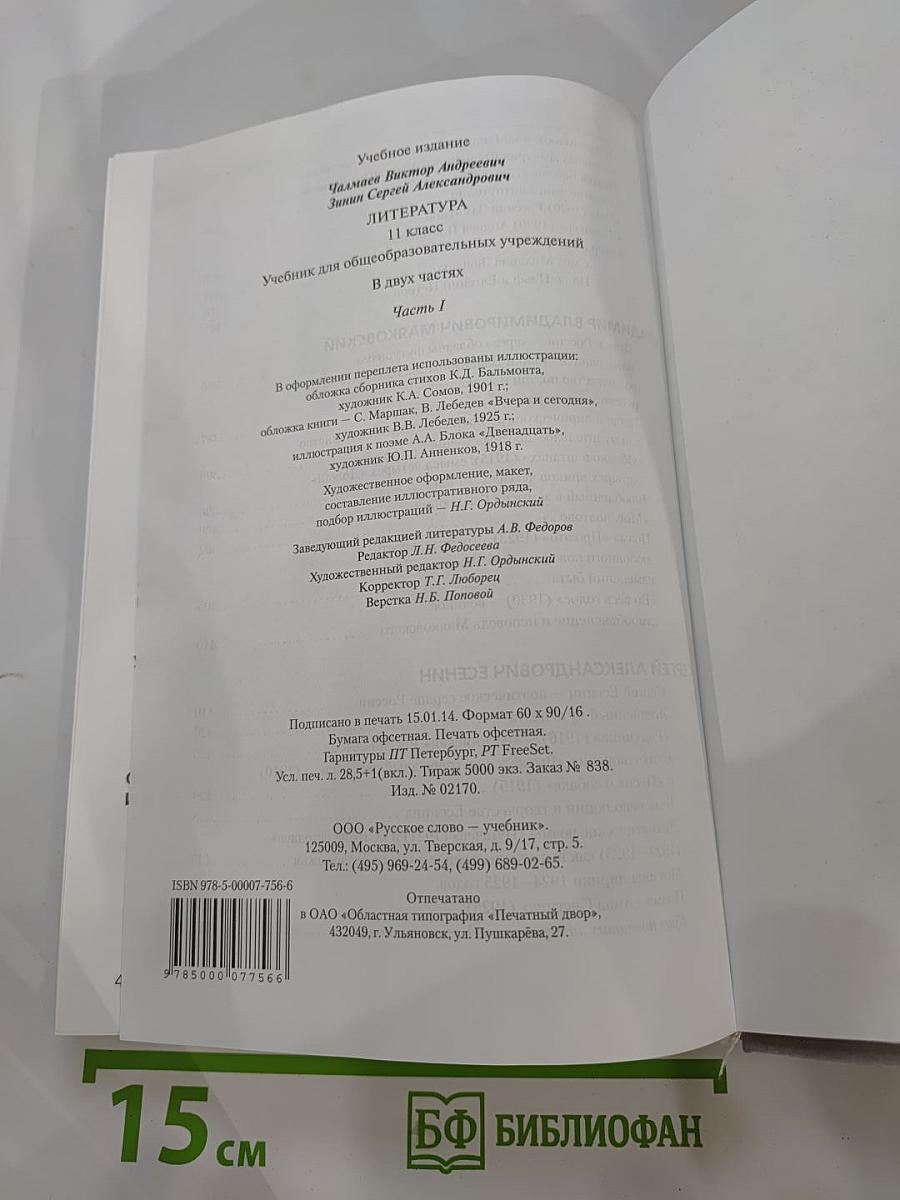 Учебное издание
Чалмаев Виктор Андреевич
Зинин Сергей Александрович
ЛИТЕРАТУРА
11 класс
Учебник для общеобразовательных учреждений
В двух частях
Часть I
В оформлении переплета использованы иллюстрации:
обложка сборника стихов К.Д. Бальмонта,
художник К.А. Сомов, 1901 г.;
обложка книги — С. Маршак, В. Лебедев «Вчера и сегодня»,
художник В.В. Лебедев, 1925 г.;
иллюстрация к поэме А.А. Блока «Двенадцать»,
художник Ю.П. Анненков, 1918 г.
Художественное оформление, макет,
составление иллюстративного ряда,
подбор иллюстраций — Н.Г. Ордынский
Заведующий редакцией литературы А.В. Федоров
Редактор Л.Н. Федосеева
Художественный редактор Н.Г. Ордынский
Корректор Т.Г. Люборец
Верстка Н.Б. Поповой
Подписано в печать 15.01.14. Формат 60 х 90/16 .
Бумага офсетная. Печать офсетная.
Гарнитуры ПТ Петербург, PT FreeSet.
Усл. печ. л. 28,5+1(вкл.). Тираж 5000 экз. Заказ № 838.
Изд. № 02170.
ООО «Русское слово — учебник».
125009, Москва, ул. Тверская, д. 9/17, стр. 5.
Тел.: (495) 969-24-54, (499) 689-02-65.
ISBN 978-5-00007-756-6
9 785000 077566
Отпечатано
в ОАО «Областная типография «Печатный двор»,
432049, г. Ульяновск, ул. Пушкарёва, 27.
15 см
БФ БИБЛИОФАН